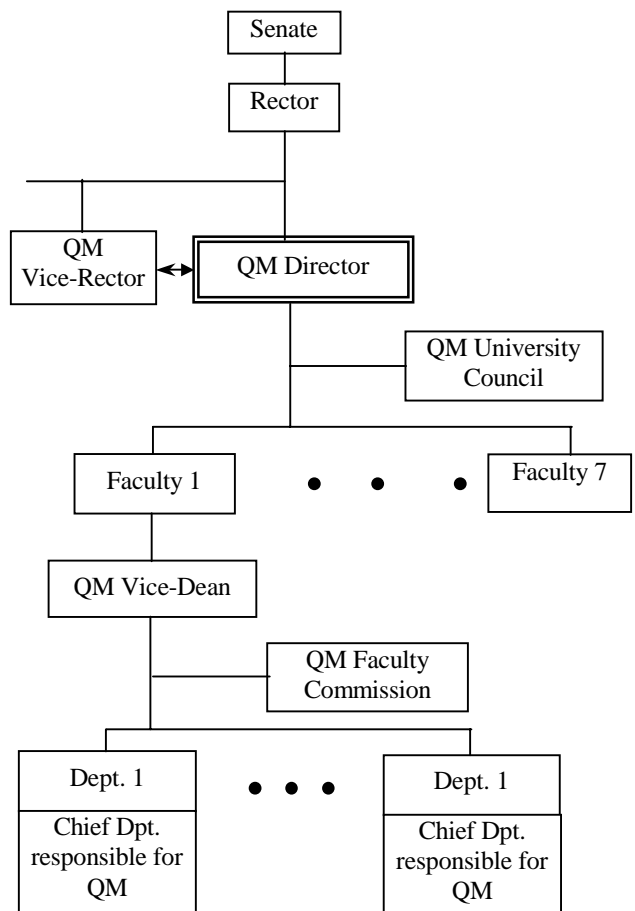 Senate
Rector
QM
Vice-Rector
QM Director
QM University
Council
Faculty 1
Faculty 7
QM Vice-Dean
QM Faculty
Commission
Dept. 1
Chief Dpt.
responsible for
QM
Dept. 1
Chief Dpt.
responsible for
QM